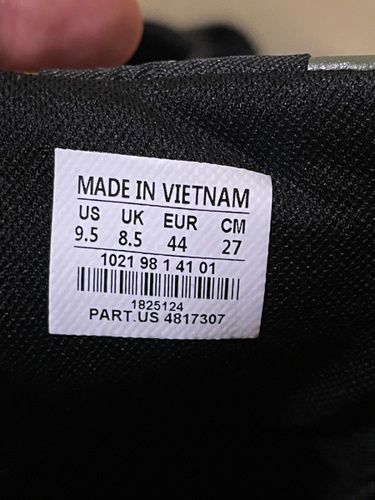 MADE IN VIETNAM
US UK EUR CM
9.5 8.5 44 27
1021 98 1 41 01
1825124
PART.US 4817307